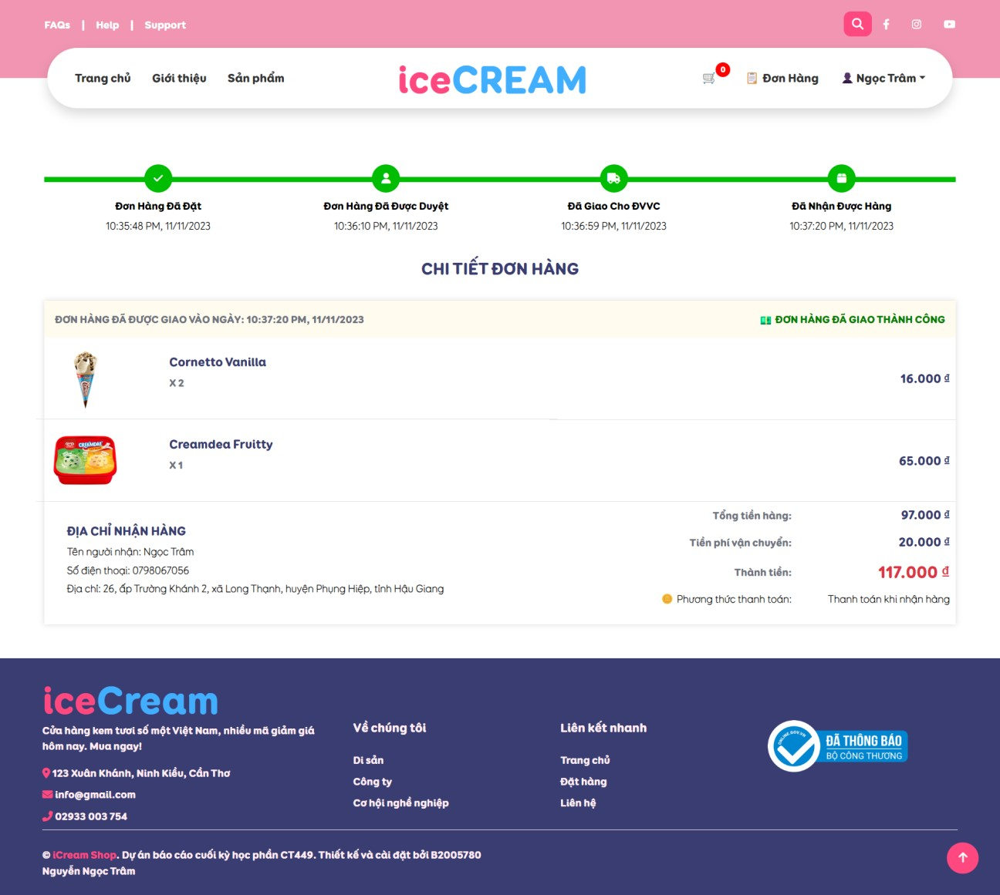 FAQs | Help | Support
Trang chủ Giới thiệu Sản phẩm
iceCREAM
0
Đơn Hàng
Ngọc Trâm
Đơn Hàng Đã Đặt
10:35:48 PM, 11/11/2023
Đơn Hàng Đã Được Duyệt
10:36:10 PM, 11/11/2023
Đã Giao Cho ĐVVC
10:36:59 PM, 11/11/2023
Đã Nhận Được Hàng
10:37:20 PM, 11/11/2023
CHI TIẾT ĐƠN HÀNG
ĐƠN HÀNG ĐÃ ĐƯỢC GIAO VÀO NGÀY: 10:37:20 PM, 11/11/2023
ĐƠN HÀNG ĐÃ GIAO THÀNH CÔNG
Cornetto Vanilla
X 2
16.000 ₫
CREAMDAE
Creamdea Fruitty
X 1
65.000 ₫
ĐỊA CHỈ NHẬN HÀNG
Tên người nhận: Ngọc Trâm
Số điện thoại: 0798067056
Địa chỉ: 26, ấp Trường Khánh 2, xã Long Thạnh, huyện Phụng Hiệp, tỉnh Hậu Giang
Tổng tiền hàng: 97.000 ₫
Tiền phí vận chuyển: 20.000 ₫
Thành tiền: 117.000 ₫
Phương thức thanh toán: Thanh toán khi nhận hàng
iceCream
Cửa hàng kem tươi số một Việt Nam, nhiều mã giảm giá
hôm nay. Mua ngay!
123 Xuân Khánh, Ninh Kiều, Cần Thơ
info@gmail.com
02933 003 754
Về chúng tôi
Di sản
Công ty
Cơ hội nghề nghiệp
Liên kết nhanh
Trang chủ
Đặt hàng
Liên hệ
ONLINE.GOV.VN
ĐÃ THÔNG BÁO
BỘ CÔNG THƯƠNG
© iCream Shop. Dự án báo cáo cuối kỳ học phần CT449. Thiết kế và cài đặt bởi B2005780
Nguyễn Ngọc Trâm